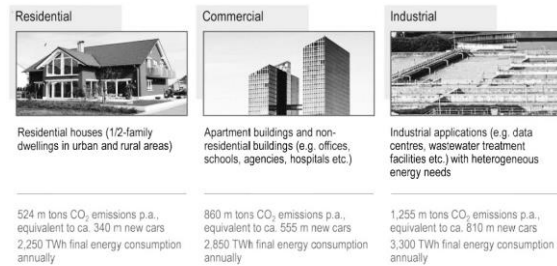 Residential
Residential houses (1/2-family
dwellings in urban and rural areas)
524 m tons CO₂ emissions p.a.,
equivalent to ca. 340 m new cars
2,250 TWh final energy consumption
annually
Commercial
Apartment buildings and non-
residential buildings (e.g. offices,
schools, agencies, hospitals etc.)
860 m tons CO₂ emissions p.a.,
equivalent to ca. 555 m new cars
2,850 TWh final energy consumption
annually
Industrial
Industrial applications (e.g. data
centres, wastewater treatment
facilities etc.) with heterogeneous
energy needs
1,255 m tons CO₂ emissions p.a.,
equivalent to ca. 810 m new cars
3,300 TWh final energy consumption
annually